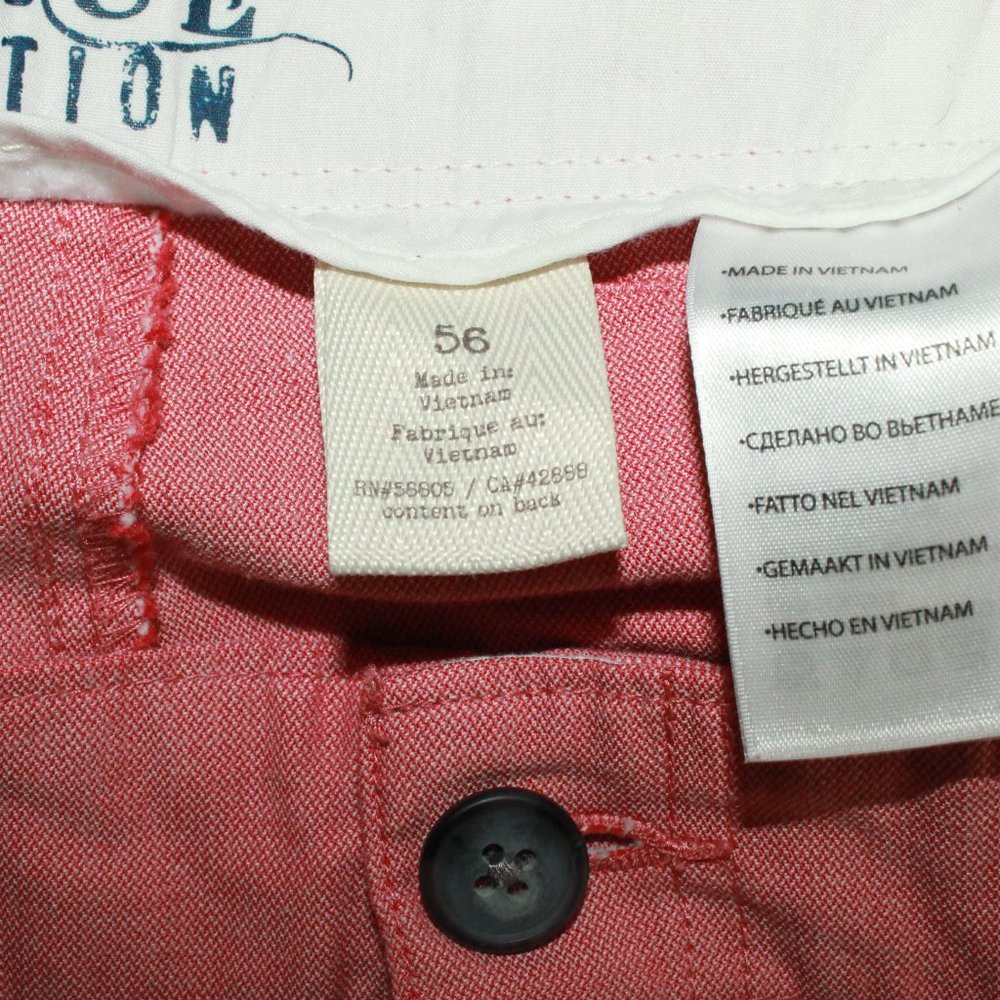 TION
56
Made in:
Vietnam
Fabrique au:
Vietnam
RN#56805 / CA#42888
content on back
•MADE IN VIETNAM
•FABRIQUÉ AU VIETNAM
•HERGESTELLT IN VIETNAM
•СДЕЛАНО ВО ВЬЕТНАМЕ
•FATTO NEL VIETNAM
•GEMAAKT IN VIETNAM
•HECHO EN VIETNAM